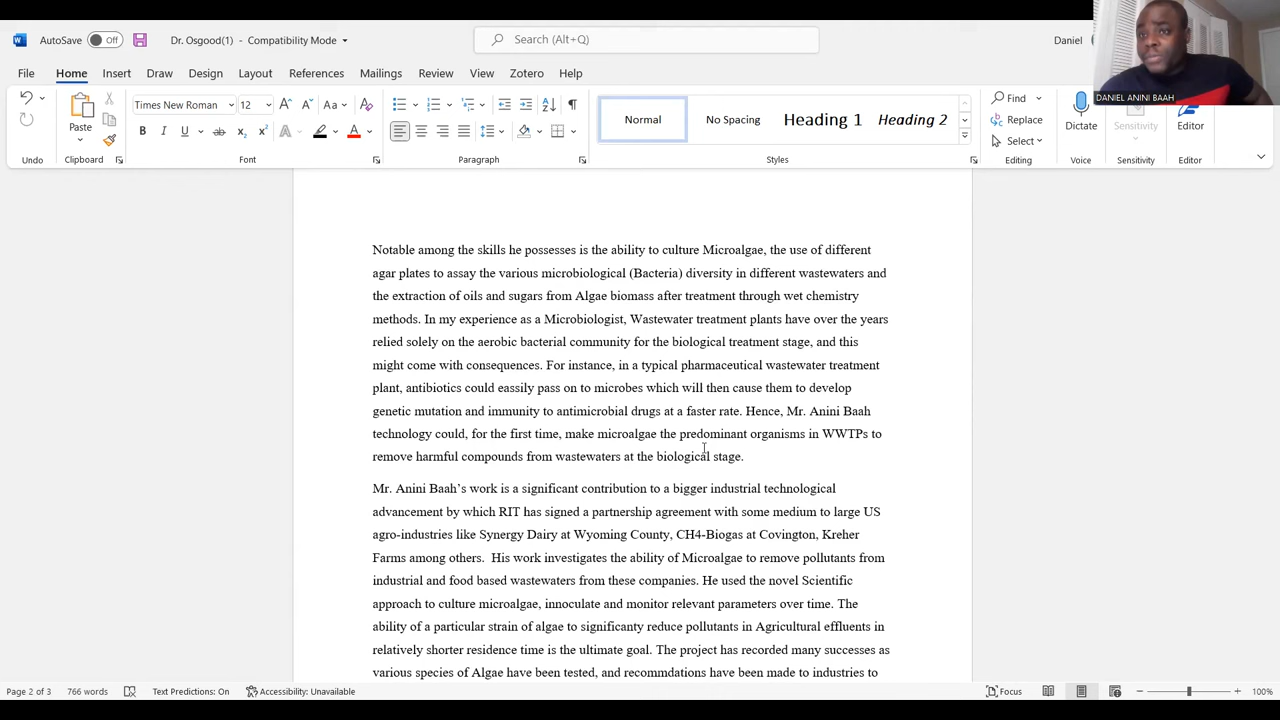 AutoSave Off Dr. Osgood(1) - Compatibility Mode Search (Alt+Q) Daniel
DANIEL ANINI BAAH
File Home Insert Draw Design Layout References Mailings Review View Zotero Help
Times New Roman 12 Aa Normal No Spacing Heading 1 Heading 2 Find Replace Select
Paste Dictate Sensitivity Editor
Undo Clipboard Font Paragraph Styles Editing Voice Sensitivity Editor
Notable among the skills he possesses is the ability to culture Microalgae, the use of different
agar plates to assay the various microbiological (Bacteria) diversity in different wastewaters and
the extraction of oils and sugars from Algae biomass after treatment through wet chemistry
methods. In my experience as a Microbiologist, Wastewater treatment plants have over the years
relied solely on the aerobic bacterial community for the biological treatment stage, and this
might come with consequences. For instance, in a typical pharmaceutical wastewater treatment
plant, antibiotics could eassily pass on to microbes which will then cause them to develop
genetic mutation and immunity to antimicrobial drugs at a faster rate. Hence, Mr. Anini Baah
technology could, for the first time, make microalgae the predominant organisms in WWTPs to
remove harmful compounds from wastewaters at the biological stage.
Mr. Anini Baah’s work is a significant contribution to a bigger industrial technological
advancement by which RIT has signed a partnership agreement with some medium to large US
agro-industries like Synergy Dairy at Wyoming County, CH4-Biogas at Covington, Kreher
Farms among others. His work investigates the ability of Microalgae to remove pollutants from
industrial and food based wastewaters from these companies. He used the novel Scientific
approach to culture microalgae, innoculate and monitor relevant parameters over time. The
ability of a particular strain of algae to significanty reduce pollutants in Agricultural effluents in
relatively shorter residence time is the ultimate goal. The project has recorded many successes as
various species of Algae have been tested, and recommdations have been made to industries to
Page 2 of 3 766 words Text Predictions: On Accessibility: Unavailable Focus 100%